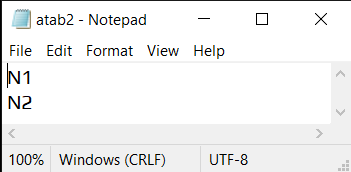 atab2 - Notepad
File Edit Format View Help
N1
N2
100% Windows (CRLF) UTF-8